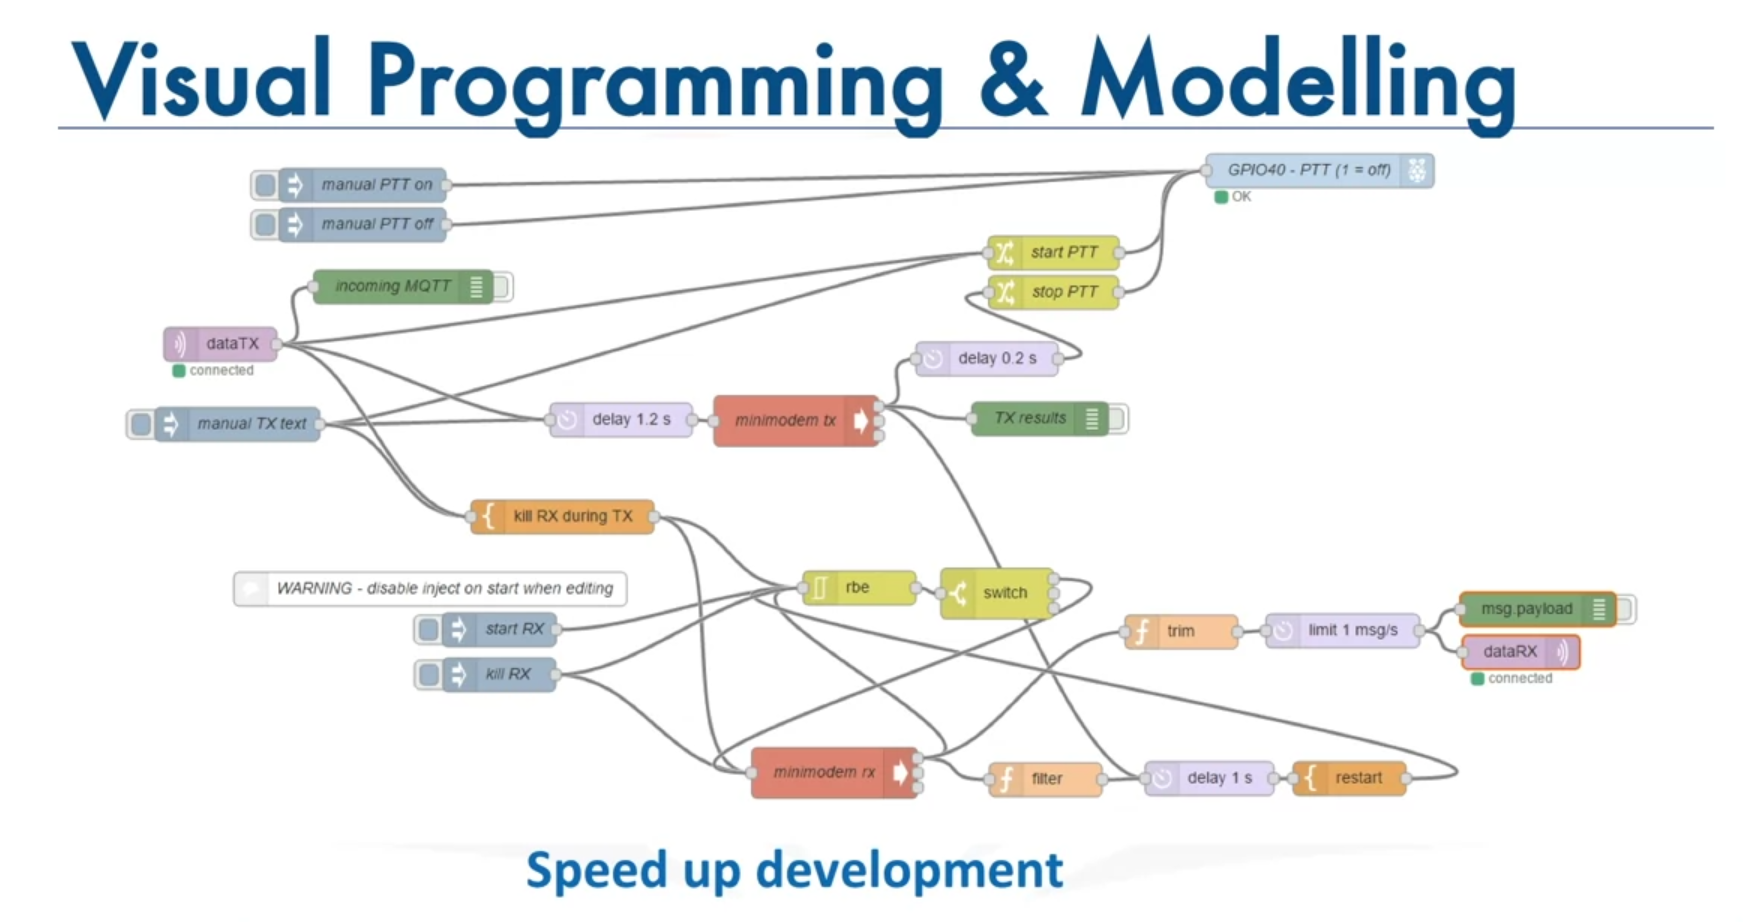 Visual Programming & Modelling
manual PTT on
GPIO40 - PTT (1 = off)
OK
manual PTT off
start PTT
incoming MQTT
stop PTT
dataTX
connected
delay 0.2 s
manual TX text
delay 1.2 s
minimodem tx
TX results
kill RX during TX
WARNING - disable inject on start when editing
rbe
switch
start RX
kill RX
trim
limit 1 msg/s
msg.payload
dataRX
connected
minimodem rx
filter
delay 1 s
restart
Speed up development